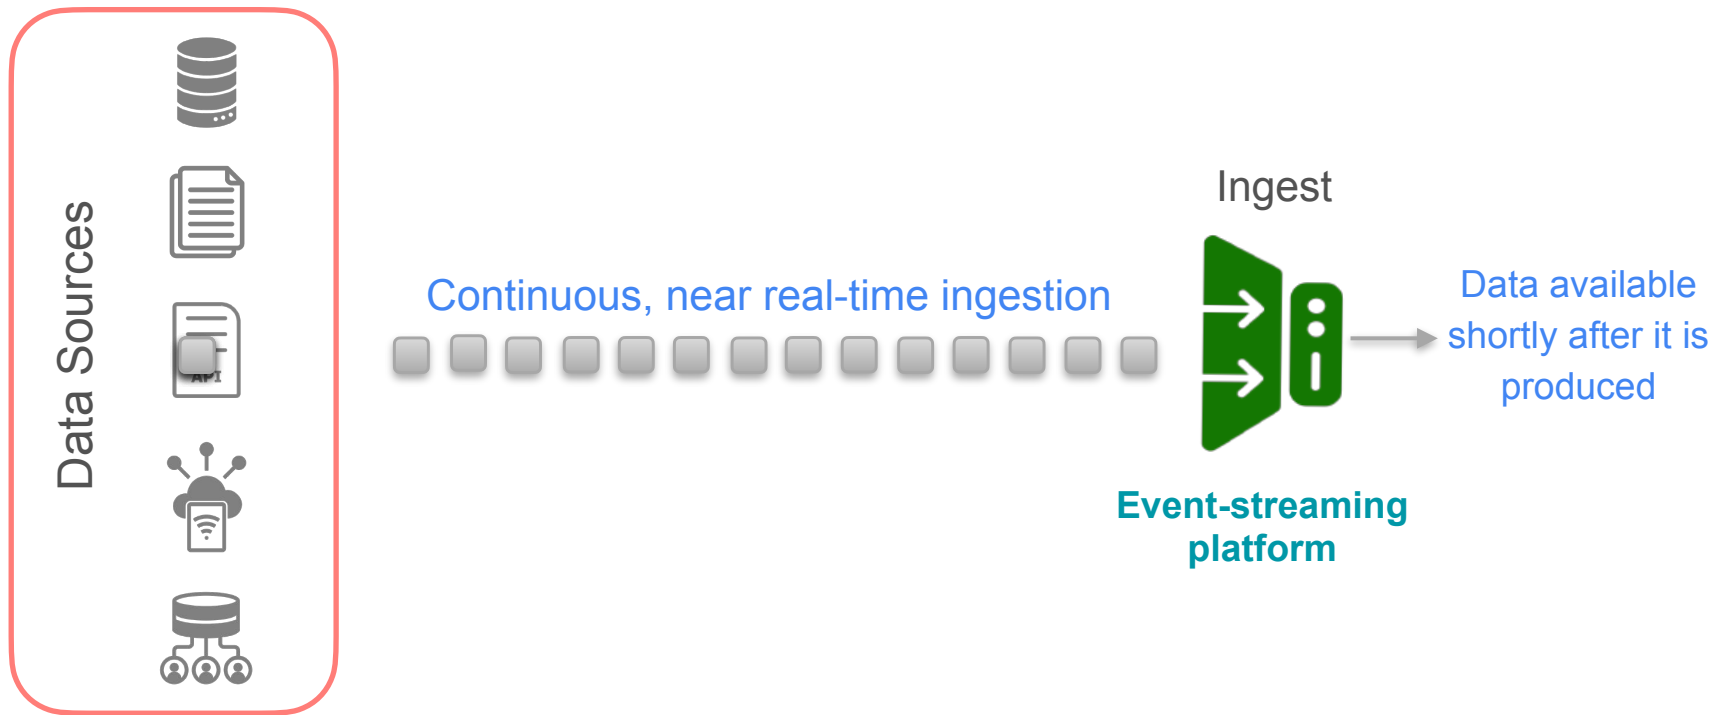 Data Sources
API
Continuous, near real-time ingestion
Ingest
Event-streaming
platform
Data available
shortly after it is
produced